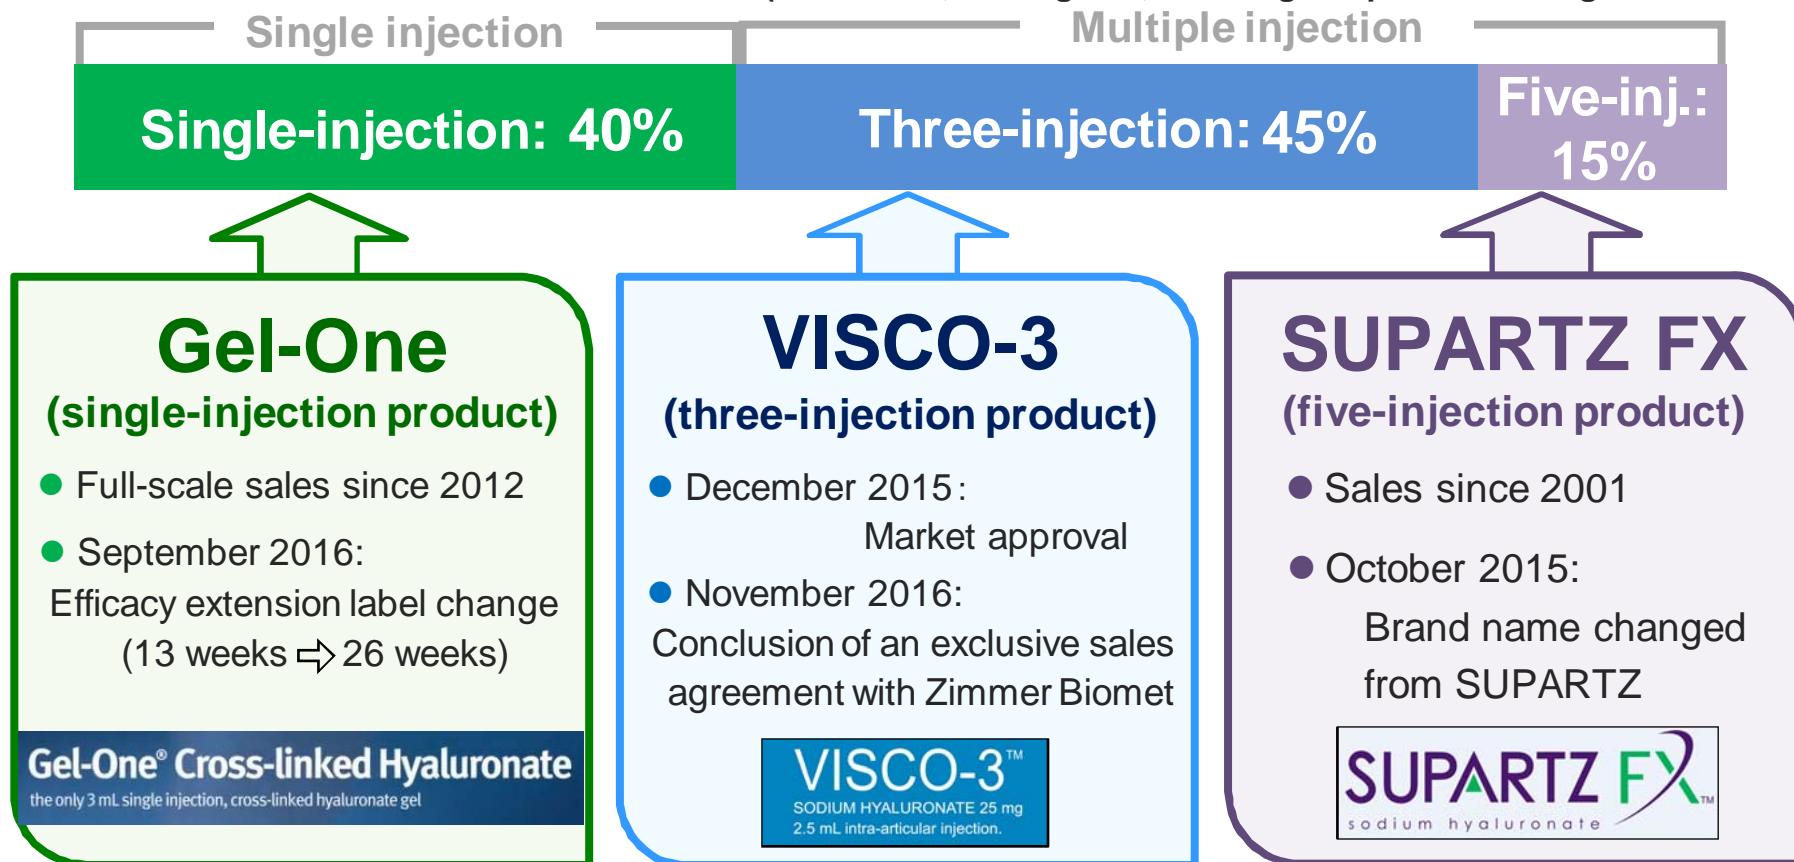 Single injection
Multiple injection
Single-injection: 40%
Three-injection: 45%
Five-inj.:
15%
Gel-One
(single-injection product)
● Full-scale sales since 2012
● September 2016:
Efficacy extension label change
(13 weeks ⇨ 26 weeks)
Gel-One® Cross-linked Hyaluronate
the only 3 mL single injection, cross-linked hyaluronate gel
VISCO-3
(three-injection product)
● December 2015:
Market approval
● November 2016:
Conclusion of an exclusive sales
agreement with Zimmer Biomet
VISCO-3™
SODIUM HYALURONATE 25 mg
2.5 mL intra-articular injection.
SUPARTZ FX
(five-injection product)
● Sales since 2001
● October 2015:
Brand name changed
from SUPARTZ
SUPARTZ FX™
sodium hyaluronate